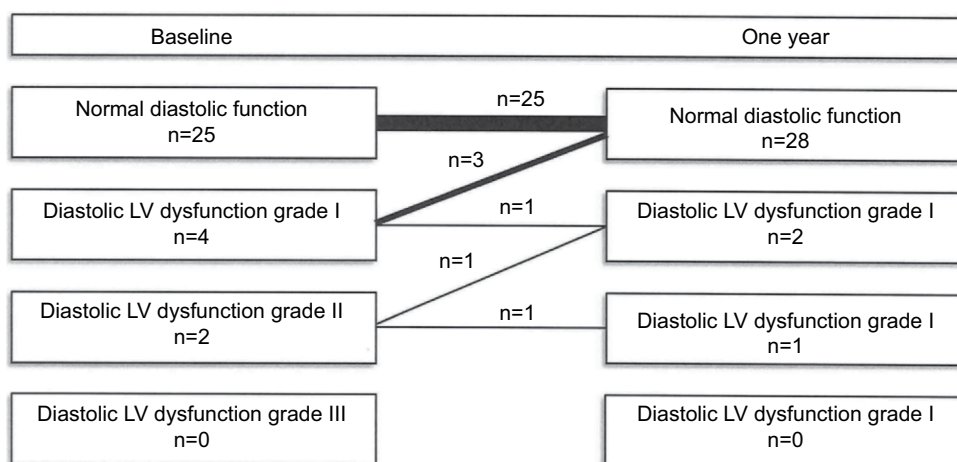 Baseline
One year
Normal diastolic function
n=25
n=25
Normal diastolic function
n=28
n=3
Diastolic LV dysfunction grade I
n=4
n=1
Diastolic LV dysfunction grade I
n=2
n=1
Diastolic LV dysfunction grade II
n=2
n=1
Diastolic LV dysfunction grade I
n=1
Diastolic LV dysfunction grade III
n=0
Diastolic LV dysfunction grade I
n=0